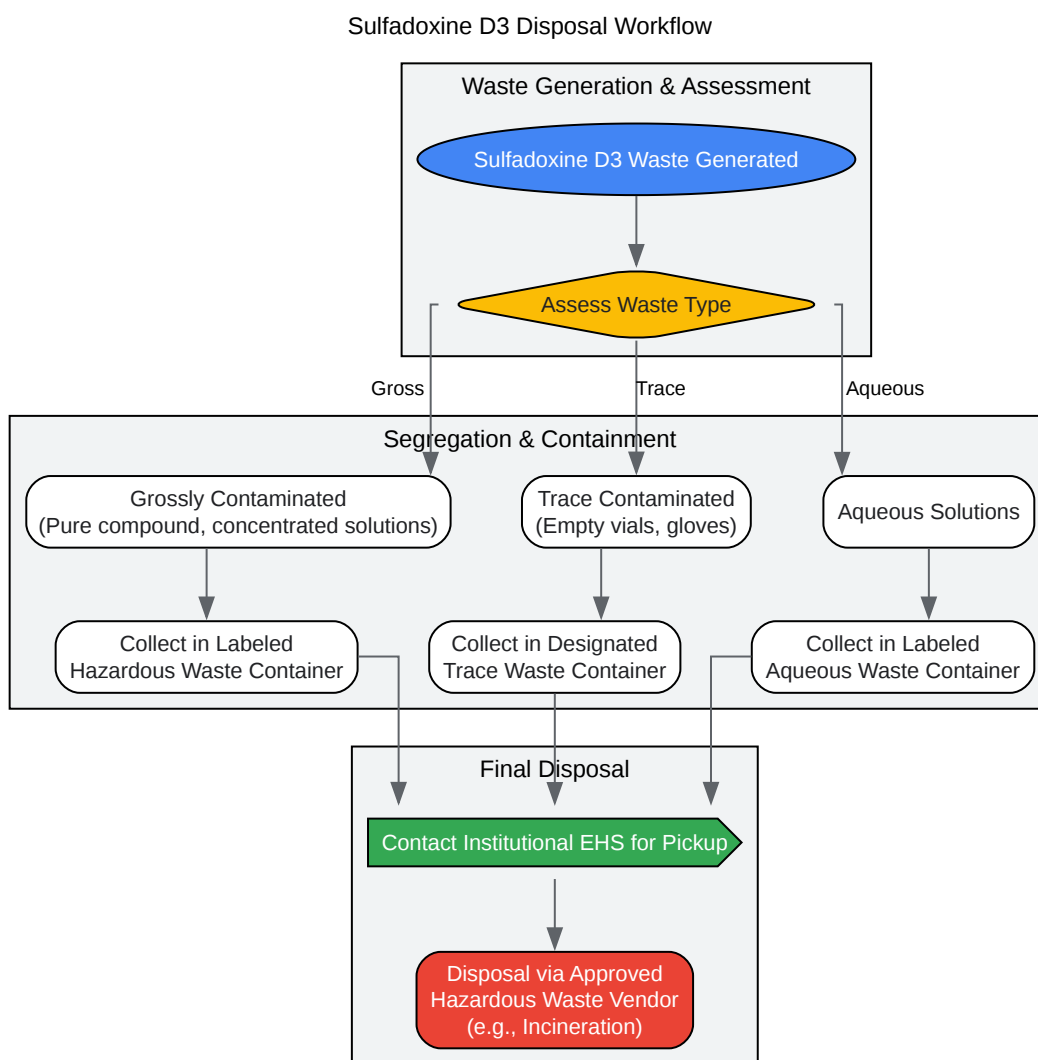 Sulfadoxine D3 Disposal Workflow
Waste Generation & Assessment
Sulfadoxine D3 Waste Generated
Assess Waste Type
Gross
Trace
Aqueous
Segregation & Containment
Grossly Contaminated
(Pure compound, concentrated solutions)
Trace Contaminated
(Empty vials, gloves)
Aqueous Solutions
Collect in Labeled
Hazardous Waste Container
Collect in Designated
Trace Waste Container
Collect in Labeled
Aqueous Waste Container
Final Disposal
Contact Institutional EHS for Pickup
Disposal via Approved
Hazardous Waste Vendor
(e.g., Incineration)